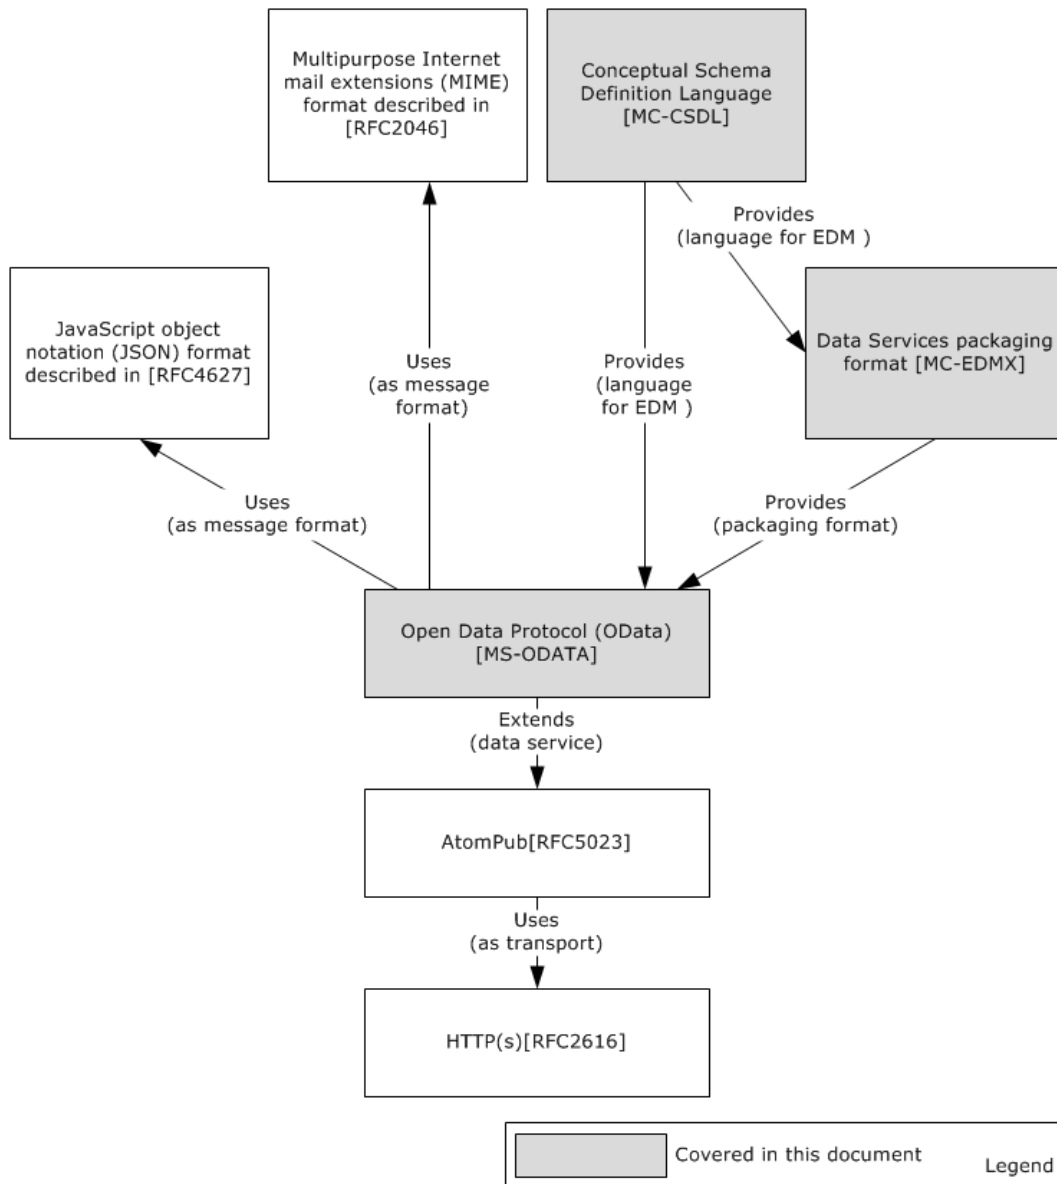 Multipurpose Internet
mail extensions (MIME)
format described in
[RFC2046]
Conceptual Schema
Definition Language
[MC-CSDL]
Provides
(language for EDM )
JavaScript object
notation (JSON) format
described in [RFC4627]
Data Services packaging
format [MC-EDMX]
Uses
(as message
format)
Provides
(language
for EDM )
Uses
(as message format)
Provides
(packaging format)
Open Data Protocol (OData)
[MS-ODATA]
Extends
(data service)
AtomPub[RFC5023]
Uses
(as transport)
HTTP(s)[RFC2616]
Covered in this document
Legend